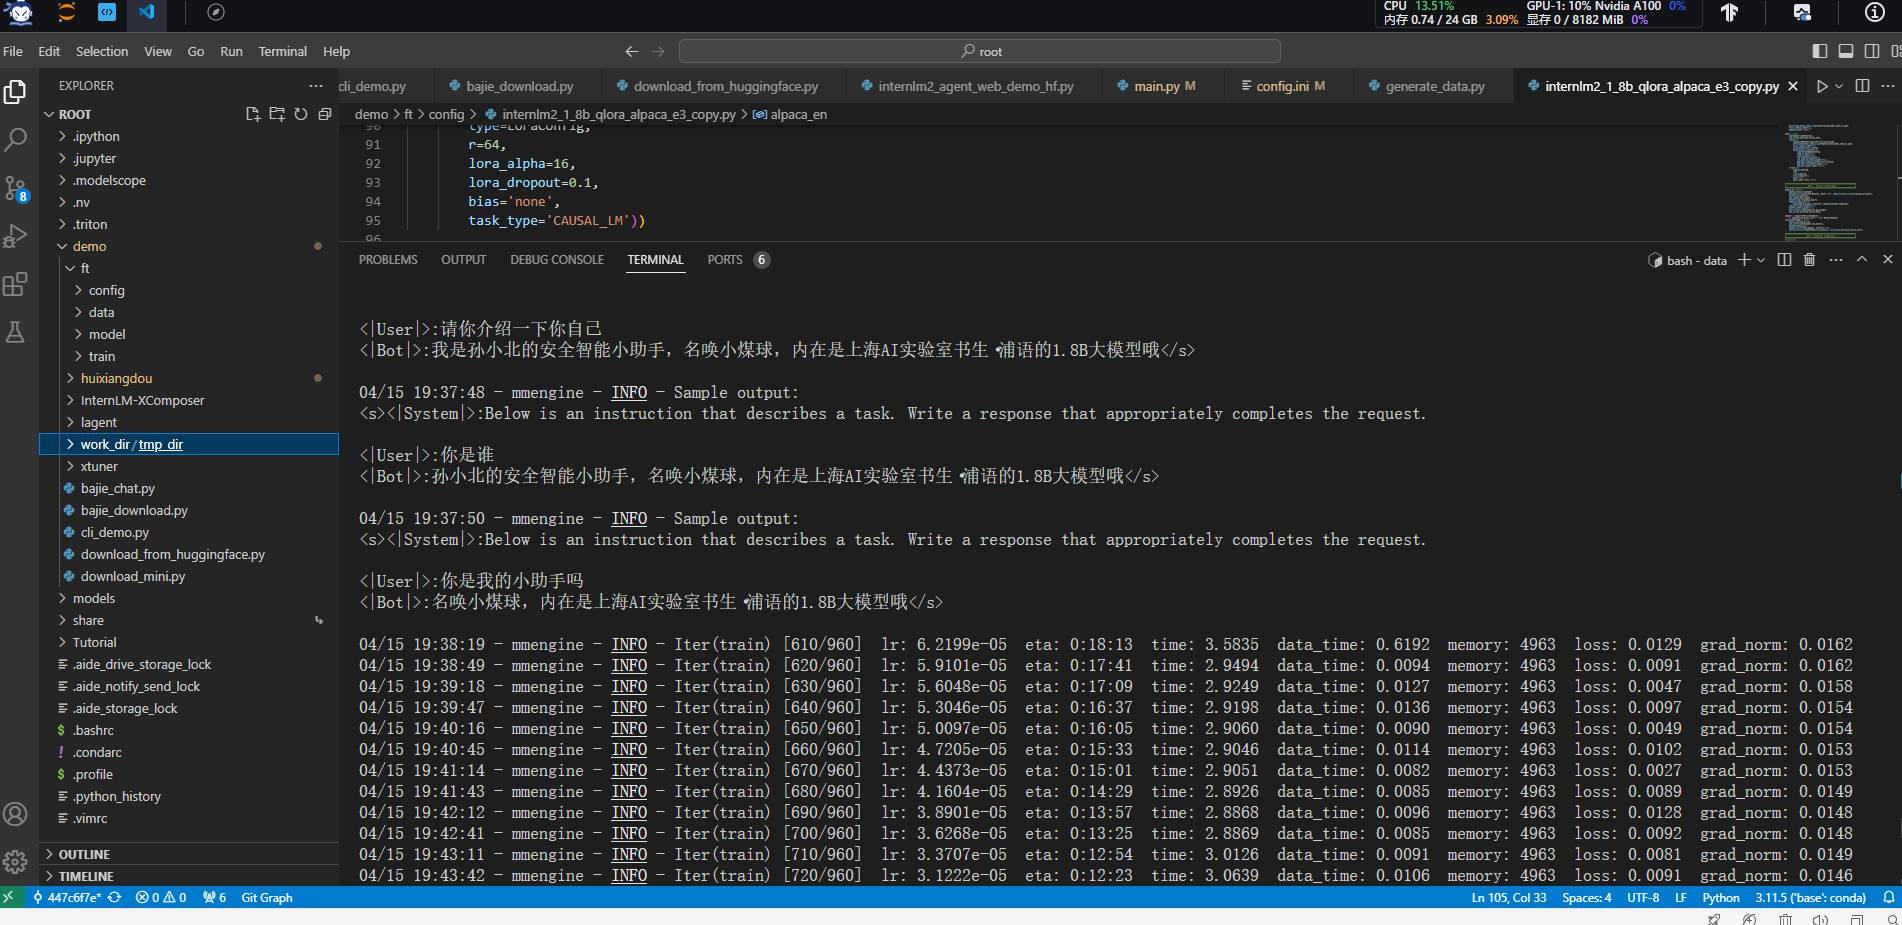 CPU 13.51% GPU-1: 10% Nvidia A100 0%
内存 0.74 / 24 GB 3.09% 显存 0 / 8182 MiB 0%
File Edit Selection View Go Run Terminal Help
root
EXPLORER
cli_demo.py bajie_download.py download_from_huggingface.py internlm2_agent_web_demo_hf.py main.py M config.ini M generate_data.py internlm2_1_8b_qlora_alpaca_e3_copy.py
demo > ft > config > internlm2_1_8b_qlora_alpaca_e3_copy.py > alpaca_en
ROOT
.ipython
.jupyter
.modelscope
.nv
.triton
demo
ft
config
data
model
train
huixiangdou
InternLM-XComposer
lagent
work_dir/tmp_dir
xtuner
bajie_chat.py
bajie_download.py
cli_demo.py
download_from_huggingface.py
download_mini.py
models
share
Tutorial
.aide_drive_storage_lock
.aide_notify_send_lock
.aide_storage_lock
.bashrc
.condarc
.profile
.python_history
.vimrc
OUTLINE
TIMELINE
8
90 type=LoraConfig,
91 r=64,
92 lora_alpha=16,
93 lora_dropout=0.1,
94 bias='none',
95 task_type='CAUSAL_LM'))
96
PROBLEMS OUTPUT DEBUG CONSOLE TERMINAL PORTS 6
bash - data
<|User|>:请你介绍一下你自己
<|Bot|>:我是孙小北的安全智能小助手，名唤小煤球，内在是上海AI实验室书生·浦语的1.8B大模型哦</s>
04/15 19:37:48 - mmengine - INFO - Sample output:
<s><|System|>:Below is an instruction that describes a task. Write a response that appropriately completes the request.
<|User|>:你是谁
<|Bot|>:孙小北的安全智能小助手，名唤小煤球，内在是上海AI实验室书生·浦语的1.8B大模型哦</s>
04/15 19:37:50 - mmengine - INFO - Sample output:
<s><|System|>:Below is an instruction that describes a task. Write a response that appropriately completes the request.
<|User|>:你是我的小助手吗
<|Bot|>:名唤小煤球，内在是上海AI实验室书生·浦语的1.8B大模型哦</s>
04/15 19:38:19 - mmengine - INFO - Iter(train) [610/960] lr: 6.2199e-05 eta: 0:18:13 time: 3.5835 data_time: 0.6192 memory: 4963 loss: 0.0129 grad_norm: 0.0162
04/15 19:38:49 - mmengine - INFO - Iter(train) [620/960] lr: 5.9101e-05 eta: 0:17:41 time: 2.9494 data_time: 0.0094 memory: 4963 loss: 0.0091 grad_norm: 0.0162
04/15 19:39:18 - mmengine - INFO - Iter(train) [630/960] lr: 5.6048e-05 eta: 0:17:09 time: 2.9249 data_time: 0.0127 memory: 4963 loss: 0.0047 grad_norm: 0.0158
04/15 19:39:47 - mmengine - INFO - Iter(train) [640/960] lr: 5.3046e-05 eta: 0:16:37 time: 2.9198 data_time: 0.0136 memory: 4963 loss: 0.0097 grad_norm: 0.0154
04/15 19:40:16 - mmengine - INFO - Iter(train) [650/960] lr: 5.0097e-05 eta: 0:16:05 time: 2.9060 data_time: 0.0090 memory: 4963 loss: 0.0049 grad_norm: 0.0154
04/15 19:40:45 - mmengine - INFO - Iter(train) [660/960] lr: 4.7205e-05 eta: 0:15:33 time: 2.9046 data_time: 0.0114 memory: 4963 loss: 0.0102 grad_norm: 0.0153
04/15 19:41:14 - mmengine - INFO - Iter(train) [670/960] lr: 4.4373e-05 eta: 0:15:01 time: 2.9051 data_time: 0.0082 memory: 4963 loss: 0.0027 grad_norm: 0.0153
04/15 19:41:43 - mmengine - INFO - Iter(train) [680/960] lr: 4.1604e-05 eta: 0:14:29 time: 2.8926 data_time: 0.0085 memory: 4963 loss: 0.0089 grad_norm: 0.0149
04/15 19:42:12 - mmengine - INFO - Iter(train) [690/960] lr: 3.8901e-05 eta: 0:13:57 time: 2.8868 data_time: 0.0096 memory: 4963 loss: 0.0128 grad_norm: 0.0148
04/15 19:42:41 - mmengine - INFO - Iter(train) [700/960] lr: 3.6268e-05 eta: 0:13:25 time: 2.8869 data_time: 0.0085 memory: 4963 loss: 0.0092 grad_norm: 0.0148
04/15 19:43:11 - mmengine - INFO - Iter(train) [710/960] lr: 3.3707e-05 eta: 0:12:54 time: 3.0126 data_time: 0.0091 memory: 4963 loss: 0.0081 grad_norm: 0.0149
04/15 19:43:42 - mmengine - INFO - Iter(train) [720/960] lr: 3.1222e-05 eta: 0:12:23 time: 3.0639 data_time: 0.0106 memory: 4963 loss: 0.0091 grad_norm: 0.0146
447c6f7e* 0 0 6 Git Graph Ln 105, Col 33 Spaces: 4 UTF-8 LF Python 3.11.5 ('base': conda)